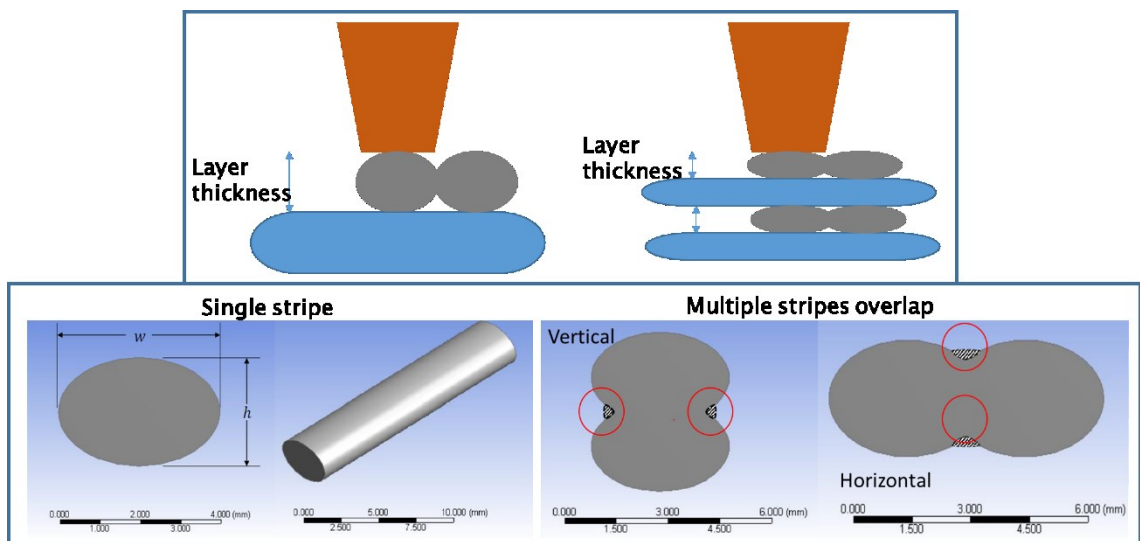 Layer
thickness
Layer
thickness
Single stripe
Multiple stripes overlap
w
h
0.000 2.000 4.000 (mm)
1.000 3.000
0.000 5.000 10.000 (mm)
2.500 7.500
Vertical
0.000 3.000 6.000 (mm)
1.500 4.500
Horizontal
0.000 3.000 6.000 (mm)
1.500 4.500